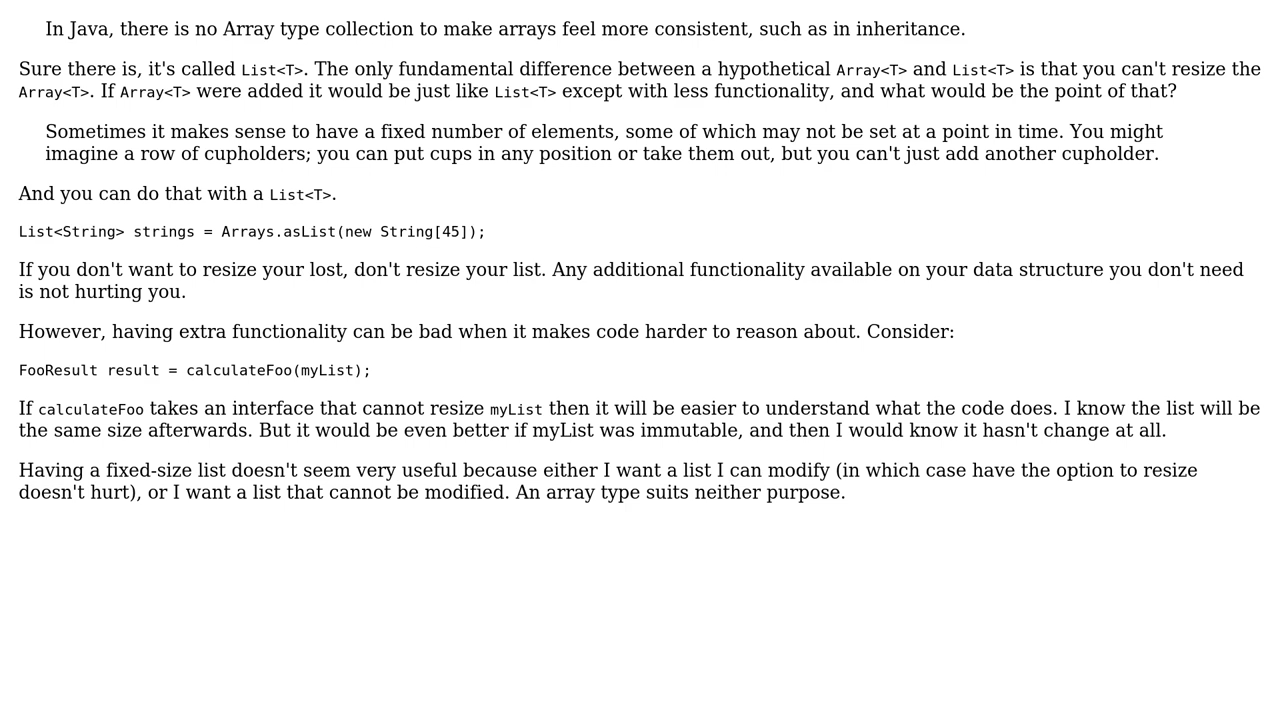 In Java, there is no Array type collection to make arrays feel more consistent, such as in inheritance.
Sure there is, it's called List<T>. The only fundamental difference between a hypothetical Array<T> and List<T> is that you can't resize the
Array<T>. If Array<T> were added it would be just like List<T> except with less functionality, and what would be the point of that?
Sometimes it makes sense to have a fixed number of elements, some of which may not be set at a point in time. You might
imagine a row of cupholders; you can put cups in any position or take them out, but you can't just add another cupholder.
And you can do that with a List<T>.
List<String> strings = Arrays.asList(new String[45]);
If you don't want to resize your lost, don't resize your list. Any additional functionality available on your data structure you don't need
is not hurting you.
However, having extra functionality can be bad when it makes code harder to reason about. Consider:
FooResult result = calculateFoo(myList);
If calculateFoo takes an interface that cannot resize myList then it will be easier to understand what the code does. I know the list will be
the same size afterwards. But it would be even better if myList was immutable, and then I would know it hasn't change at all.
Having a fixed-size list doesn't seem very useful because either I want a list I can modify (in which case have the option to resize
doesn't hurt), or I want a list that cannot be modified. An array type suits neither purpose.